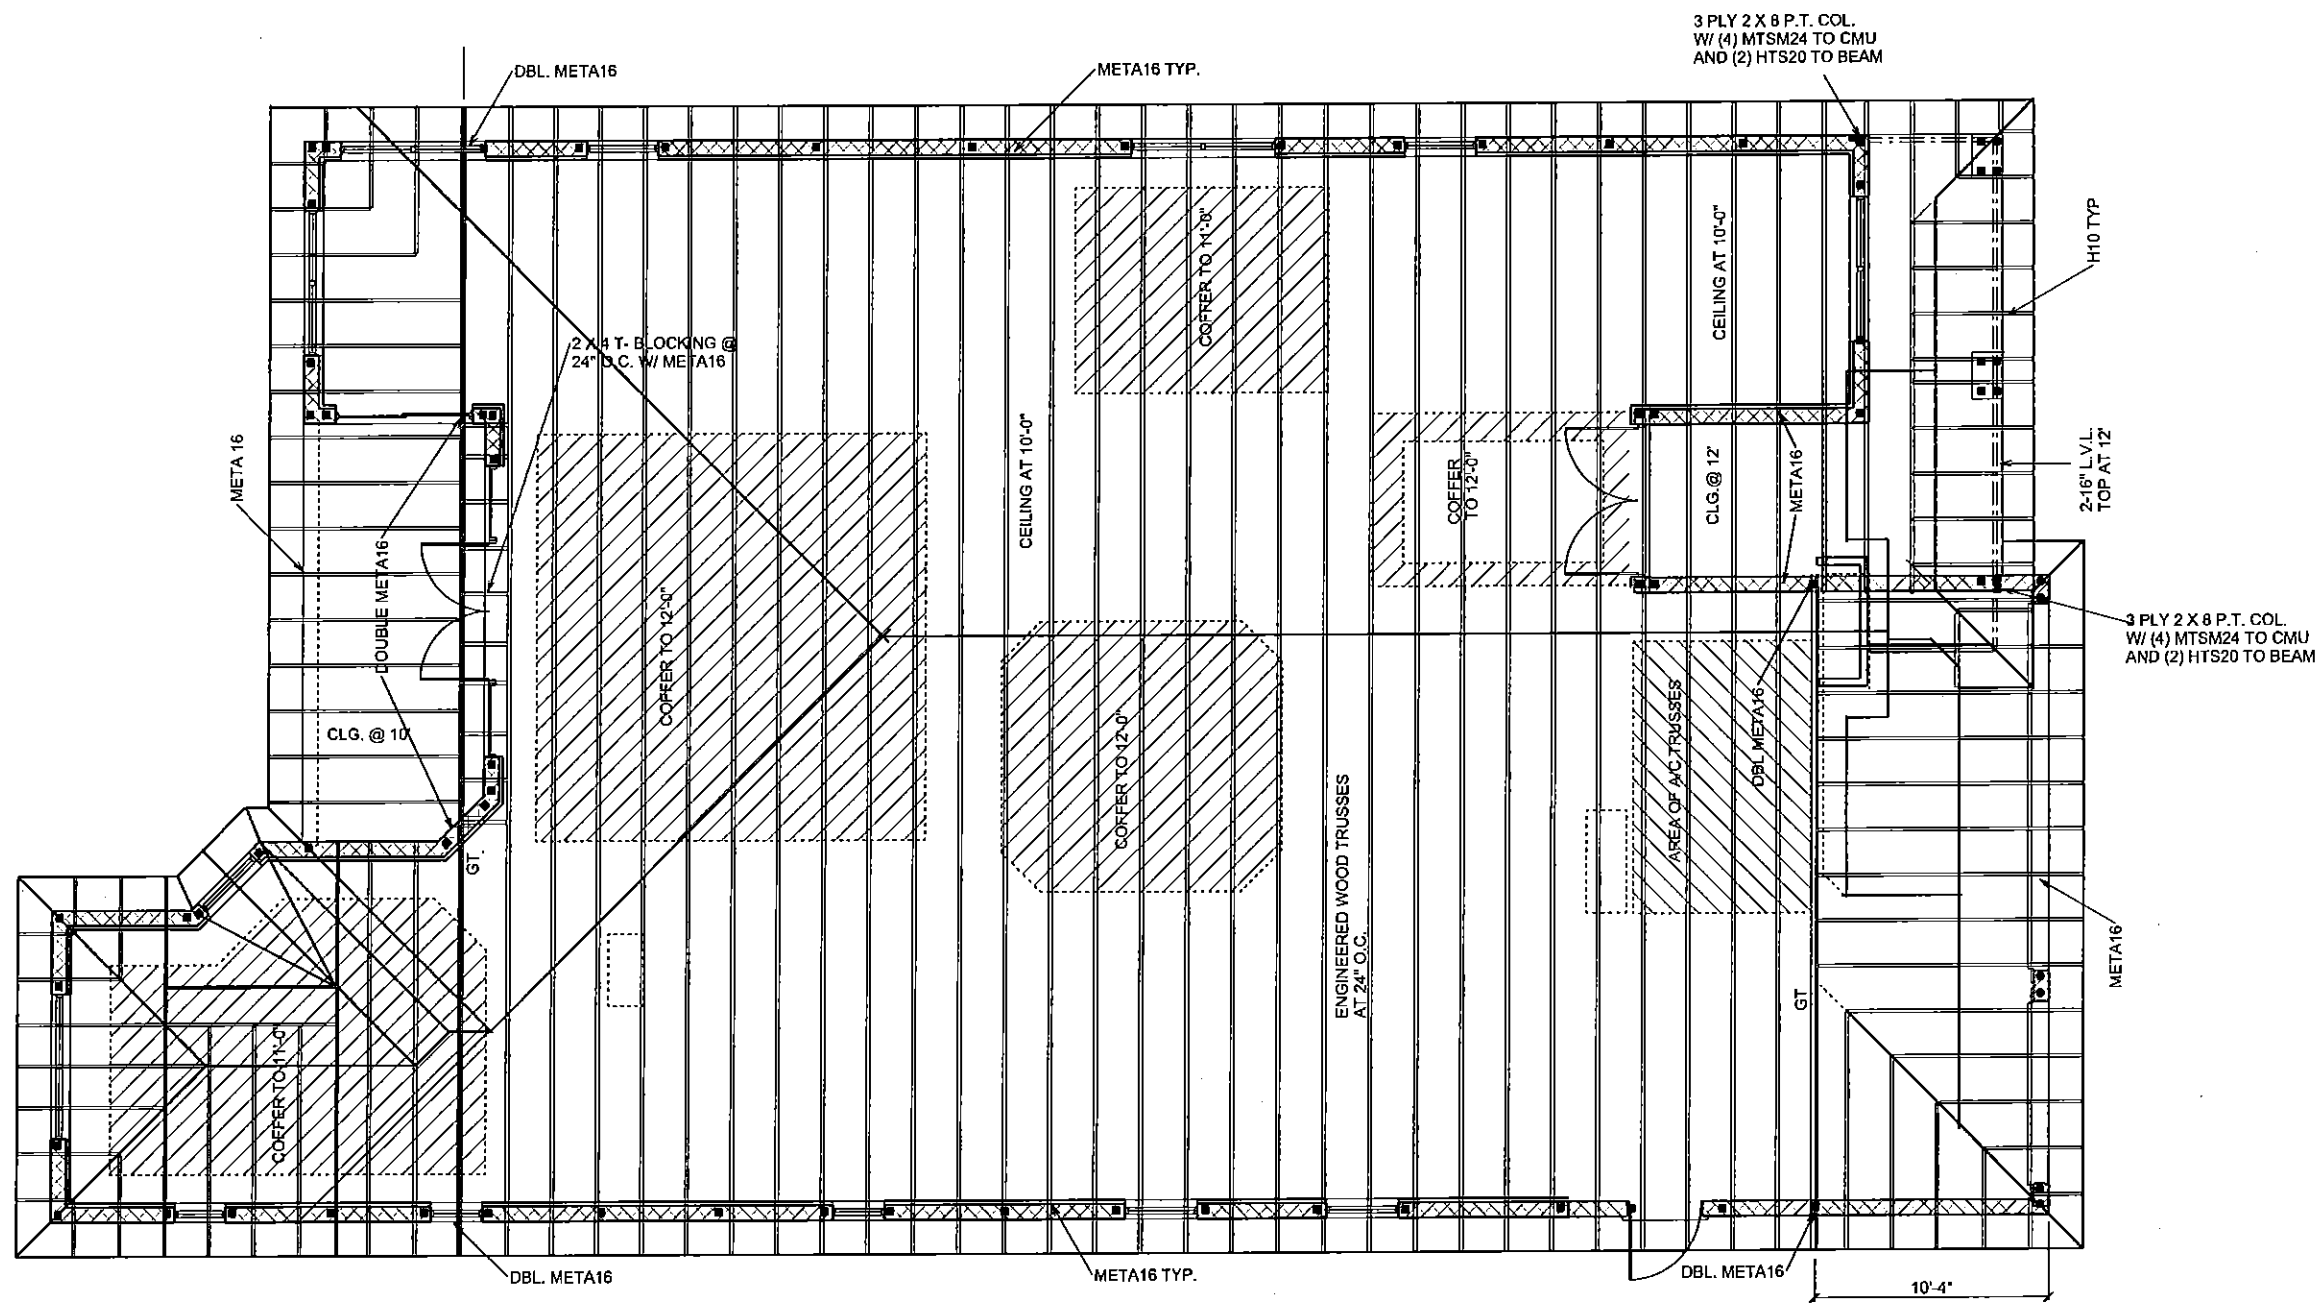 3 PLY 2 X 8 P.T. COL.
W/ (4) MTSM24 TO CMU
AND (2) HTS20 TO BEAM
DBL. META16
META16 TYP.
H10 TYP
COFFER TO 11'-0"
CEILING AT 10'-0"
2 X 4 T- BLOCKING @
24" O.C. W/ META16
META 16
CEILING AT 10'-0"
COFFER
TO 12'-0"
CLG.@ 12'
META16
2-16" L.V.L.
TOP AT 12'
DOUBLE META16
COFFER TO 12'-0"
3 PLY 2 X 8 P.T. COL.
W/ (4) MTSM24 TO CMU
AND (2) HTS20 TO BEAM
CLG. @ 10'
COFFER TO 12'-0"
AREA OF A/C TRUSSES
DBL META16
GT.
ENGINEERED WOOD TRUSSES
AT 24" O.C.
META16
GT
COFFER TO 11'-0"
DBL. META16
META16 TYP.
DBL. META16
10'-4"